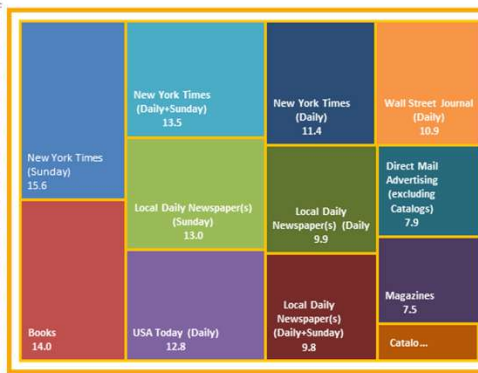 New York Times
(Sunday)
15.6
Books
14.0
New York Times
(Daily+Sunday)
13.5
Local Daily Newspaper(s)
(Sunday)
13.0
USA Today (Daily)
12.8
New York Times
(Daily)
11.4
Local Daily
Newspaper(s) (Daily
9.9
Local Daily
Newspaper(s)
(Daily+Sunday)
9.8
Wall Street Journal
(Daily)
10.9
Direct Mail
Advertising
(excluding
Catalogs)
7.9
Magazines
7.5
Catalo...